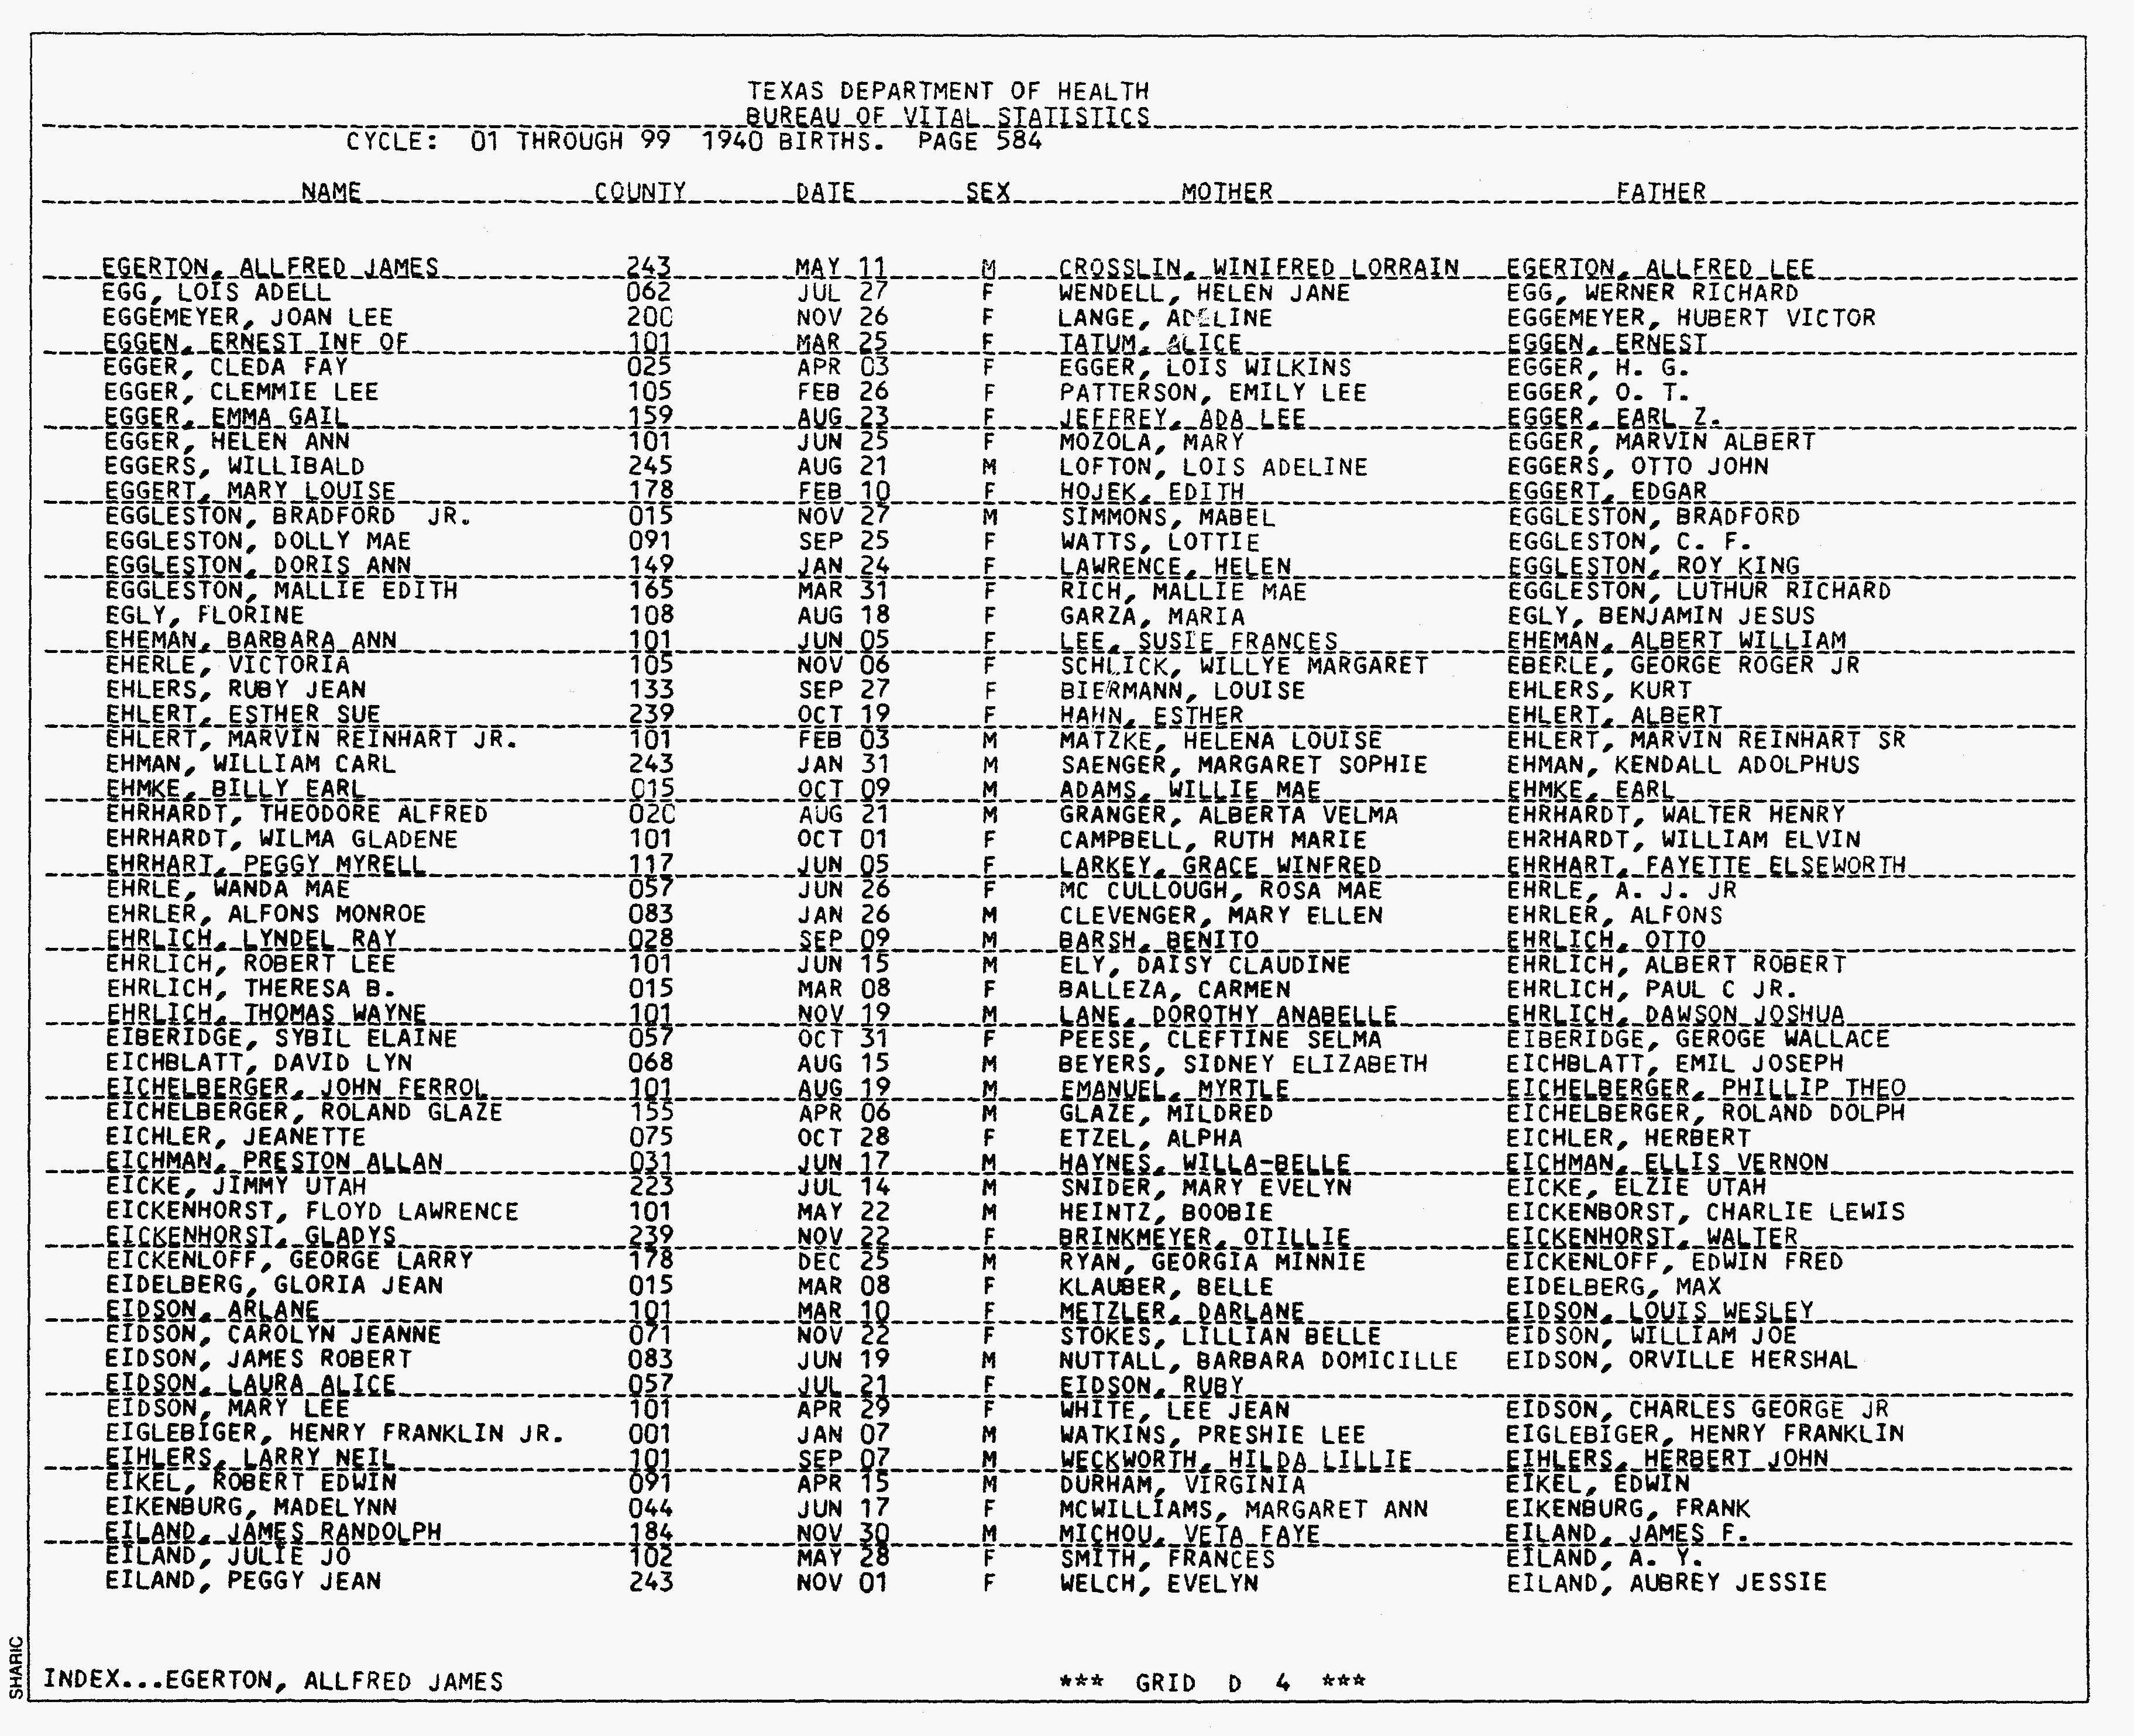 TEXAS DEPARTMENT OF HEALTH
BUREAU OF VITAL STATISTICS
CYCLE: 01 THROUGH 99 1940 BIRTHS. PAGE 584
NAME COUNTY DATE SEX MOTHER FATHER
EGERTON, ALLFRED JAMES 243 MAY 11 M CROSSLIN, WINIFRED LORRAIN EGERTON, ALLFRED LEE
EGG, LOIS ADELL 062 JUL 27 F WENDELL, HELEN JANE EGG, WERNER RICHARD
EGGEMEYER, JOAN LEE 200 NOV 26 F LANGE, ADELINE EGGEMEYER, HUBERT VICTOR
EGGEN, ERNEST INF OF 101 MAR 25 F TATUM, ALICE EGGEN, ERNEST
EGGER, CLEDA FAY 025 APR 03 F EGGER, LOIS WILKINS EGGER, H. G.
EGGER, CLEMMIE LEE 105 FEB 26 F PATTERSON, EMILY LEE EGGER, O. T.
EGGER, EMMA GAIL 159 AUG 23 F JEFFREY, ADA LEE EGGER, EARL Z.
EGGER, HELEN ANN 101 JUN 25 F MOZOLA, MARY EGGER, MARVIN ALBERT
EGGERS, WILLIBALD 245 AUG 21 M LOFTON, LOIS ADELINE EGGERS, OTTO JOHN
EGGERT, MARY LOUISE 178 FEB 10 F HOJEK, EDITH EGGERT, EDGAR
EGGLESTON, BRADFORD JR. 015 NOV 27 M SIMMONS, MABEL EGGLESTON, BRADFORD
EGGLESTON, DOLLY MAE 091 SEP 25 F WATTS, LOTTIE EGGLESTON, C. F.
EGGLESTON, DORIS ANN 149 JAN 24 F LAWRENCE, HELEN EGGLESTON, ROY KING
EGGLESTON, MALLIE EDITH 165 MAR 31 F RICH, MALLIE MAE EGGLESTON, LUTHUR RICHARD
EGLY, FLORINE 108 AUG 18 F GARZA, MARIA EGLY, BENJAMIN JESUS
EHEMAN, BARBARA ANN 101 JUN 05 F LEE, SUSIE FRANCES EHEMAN, ALBERT WILLIAM
EHERLE, VICTORIA 105 NOV 06 F SCHLICK, WILLYE MARGARET EBERLE, GEORGE ROGER JR
EHLERS, RUBY JEAN 133 SEP 27 F BIERMANN, LOUISE EHLERS, KURT
EHLERT, ESTHER SUE 239 OCT 19 F HAHN, ESTHER EHLERT, ALBERT
EHLERT, MARVIN REINHART JR. 101 FEB 03 M MATZKE, HELENA LOUISE EHLERT, MARVIN REINHART SR
EHMAN, WILLIAM CARL 243 JAN 31 M SAENGER, MARGARET SOPHIE EHMAN, KENDALL ADOLPHUS
EHMKE, BILLY EARL 015 OCT 09 M ADAMS, WILLIE MAE EHMKE, EARL
EHRHARDT, THEODORE ALFRED 020 AUG 21 M GRANGER, ALBERTA VELMA EHRHARDT, WALTER HENRY
EHRHARDT, WILMA GLADENE 101 OCT 01 F CAMPBELL, RUTH MARIE EHRHARDT, WILLIAM ELVIN
EHRHART, PEGGY MYRELL 117 JUN 05 F LARKEY, GRACE WINFRED EHRHART, FAYETTE ELSEWORTH
EHRLE, WANDA MAE 057 JUN 26 F MC CULLOUGH, ROSA MAE EHRLE, A. J. JR
EHRLER, ALFONS MONROE 083 JAN 26 M CLEVENGER, MARY ELLEN EHRLER, ALFONS
EHRLICH, LYNDEL RAY 028 SEP 09 M BARSH, BENITO EHRLICH, OTTO
EHRLICH, ROBERT LEE 101 JUN 15 M ELY, DAISY CLAUDINE EHRLICH, ALBERT ROBERT
EHRLICH, THERESA B. 015 MAR 08 F BALLEZA, CARMEN EHRLICH, PAUL C JR.
EHRLICH, THOMAS WAYNE 101 NOV 19 M LANE, DOROTHY ANABELLE EHRLICH, DAWSON JOSHUA
EIBERIDGE, SYBIL ELAINE 057 OCT 31 F PEESE, CLEFTINE SELMA EIBERIDGE, GEROGE WALLACE
EICHBLATT, DAVID LYN 068 AUG 15 M BEYERS, SIDNEY ELIZABETH EICHBLATT, EMIL JOSEPH
EICHELBERGER, JOHN FERROL 101 AUG 19 M EMANUEL, MYRTLE EICHELBERGER, PHILLIP THEO
EICHELBERGER, ROLAND GLAZE 155 APR 06 M GLAZE, MILDRED EICHELBERGER, ROLAND DOLPH
EICHLER, JEANETTE 075 OCT 28 F ETZEL, ALPHA EICHLER, HERBERT
EICHMAN, PRESTON ALLAN 031 JUN 17 M HAYNES, WILLA-BELLE EICHMAN, ELLIS VERNON
EICKE, JIMMY UTAH 223 JUL 14 M SNIDER, MARY EVELYN EICKE, ELZIE UTAH
EICKENHORST, FLOYD LAWRENCE 101 MAY 22 M HEINTZ, BOOBIE EICKENBORST, CHARLIE LEWIS
EICKENHORST, GLADYS 239 NOV 22 F BRINKMEYER, OTILLIE EICKENHORST, WALTER
EICKENLOFF, GEORGE LARRY 178 DEC 25 M RYAN, GEORGIA MINNIE EICKENLOFF, EDWIN FRED
EIDELBERG, GLORIA JEAN 015 MAR 08 F KLAUBER, BELLE EIDELBERG, MAX
EIDSON, ARLANE 101 MAR 10 F METZLER, DARLANE EIDSON, LOUIS WESLEY
EIDSON, CAROLYN JEANNE 071 NOV 22 F STOKES, LILLIAN BELLE EIDSON, WILLIAM JOE
EIDSON, JAMES ROBERT 083 JUN 19 M NUTTALL, BARBARA DOMICILLE EIDSON, ORVILLE HERSHAL
EIDSON, LAURA ALICE 057 JUL 21 F EIDSON, RUBY
EIDSON, MARY LEE 101 APR 29 F WHITE, LEE JEAN EIDSON, CHARLES GEORGE JR
EIGLEBIGER, HENRY FRANKLIN JR. 001 JAN 07 M WATKINS, PRESHIE LEE EIGLEBIGER, HENRY FRANKLIN
EIHLERS, LARRY NEIL 101 SEP 07 M WECKWORTH, HILDA LILLIE EIHLERS, HERBERT JOHN
EIKEL, ROBERT EDWIN 091 APR 15 M DURHAM, VIRGINIA EIKEL, EDWIN
EIKENBURG, MADELYNN 044 JUN 17 F MCWILLIAMS, MARGARET ANN EIKENBURG, FRANK
EILAND, JAMES RANDOLPH 184 NOV 30 M MICHOU, VETA FAYE EILAND, JAMES F.
EILAND, JULIE JO 102 MAY 28 F SMITH, FRANCES EILAND, A. Y.
EILAND, PEGGY JEAN 243 NOV 01 F WELCH, EVELYN EILAND, AUBREY JESSIE
INDEX...EGERTON, ALLFRED JAMES *** GRID D 4 ***
SHARIC